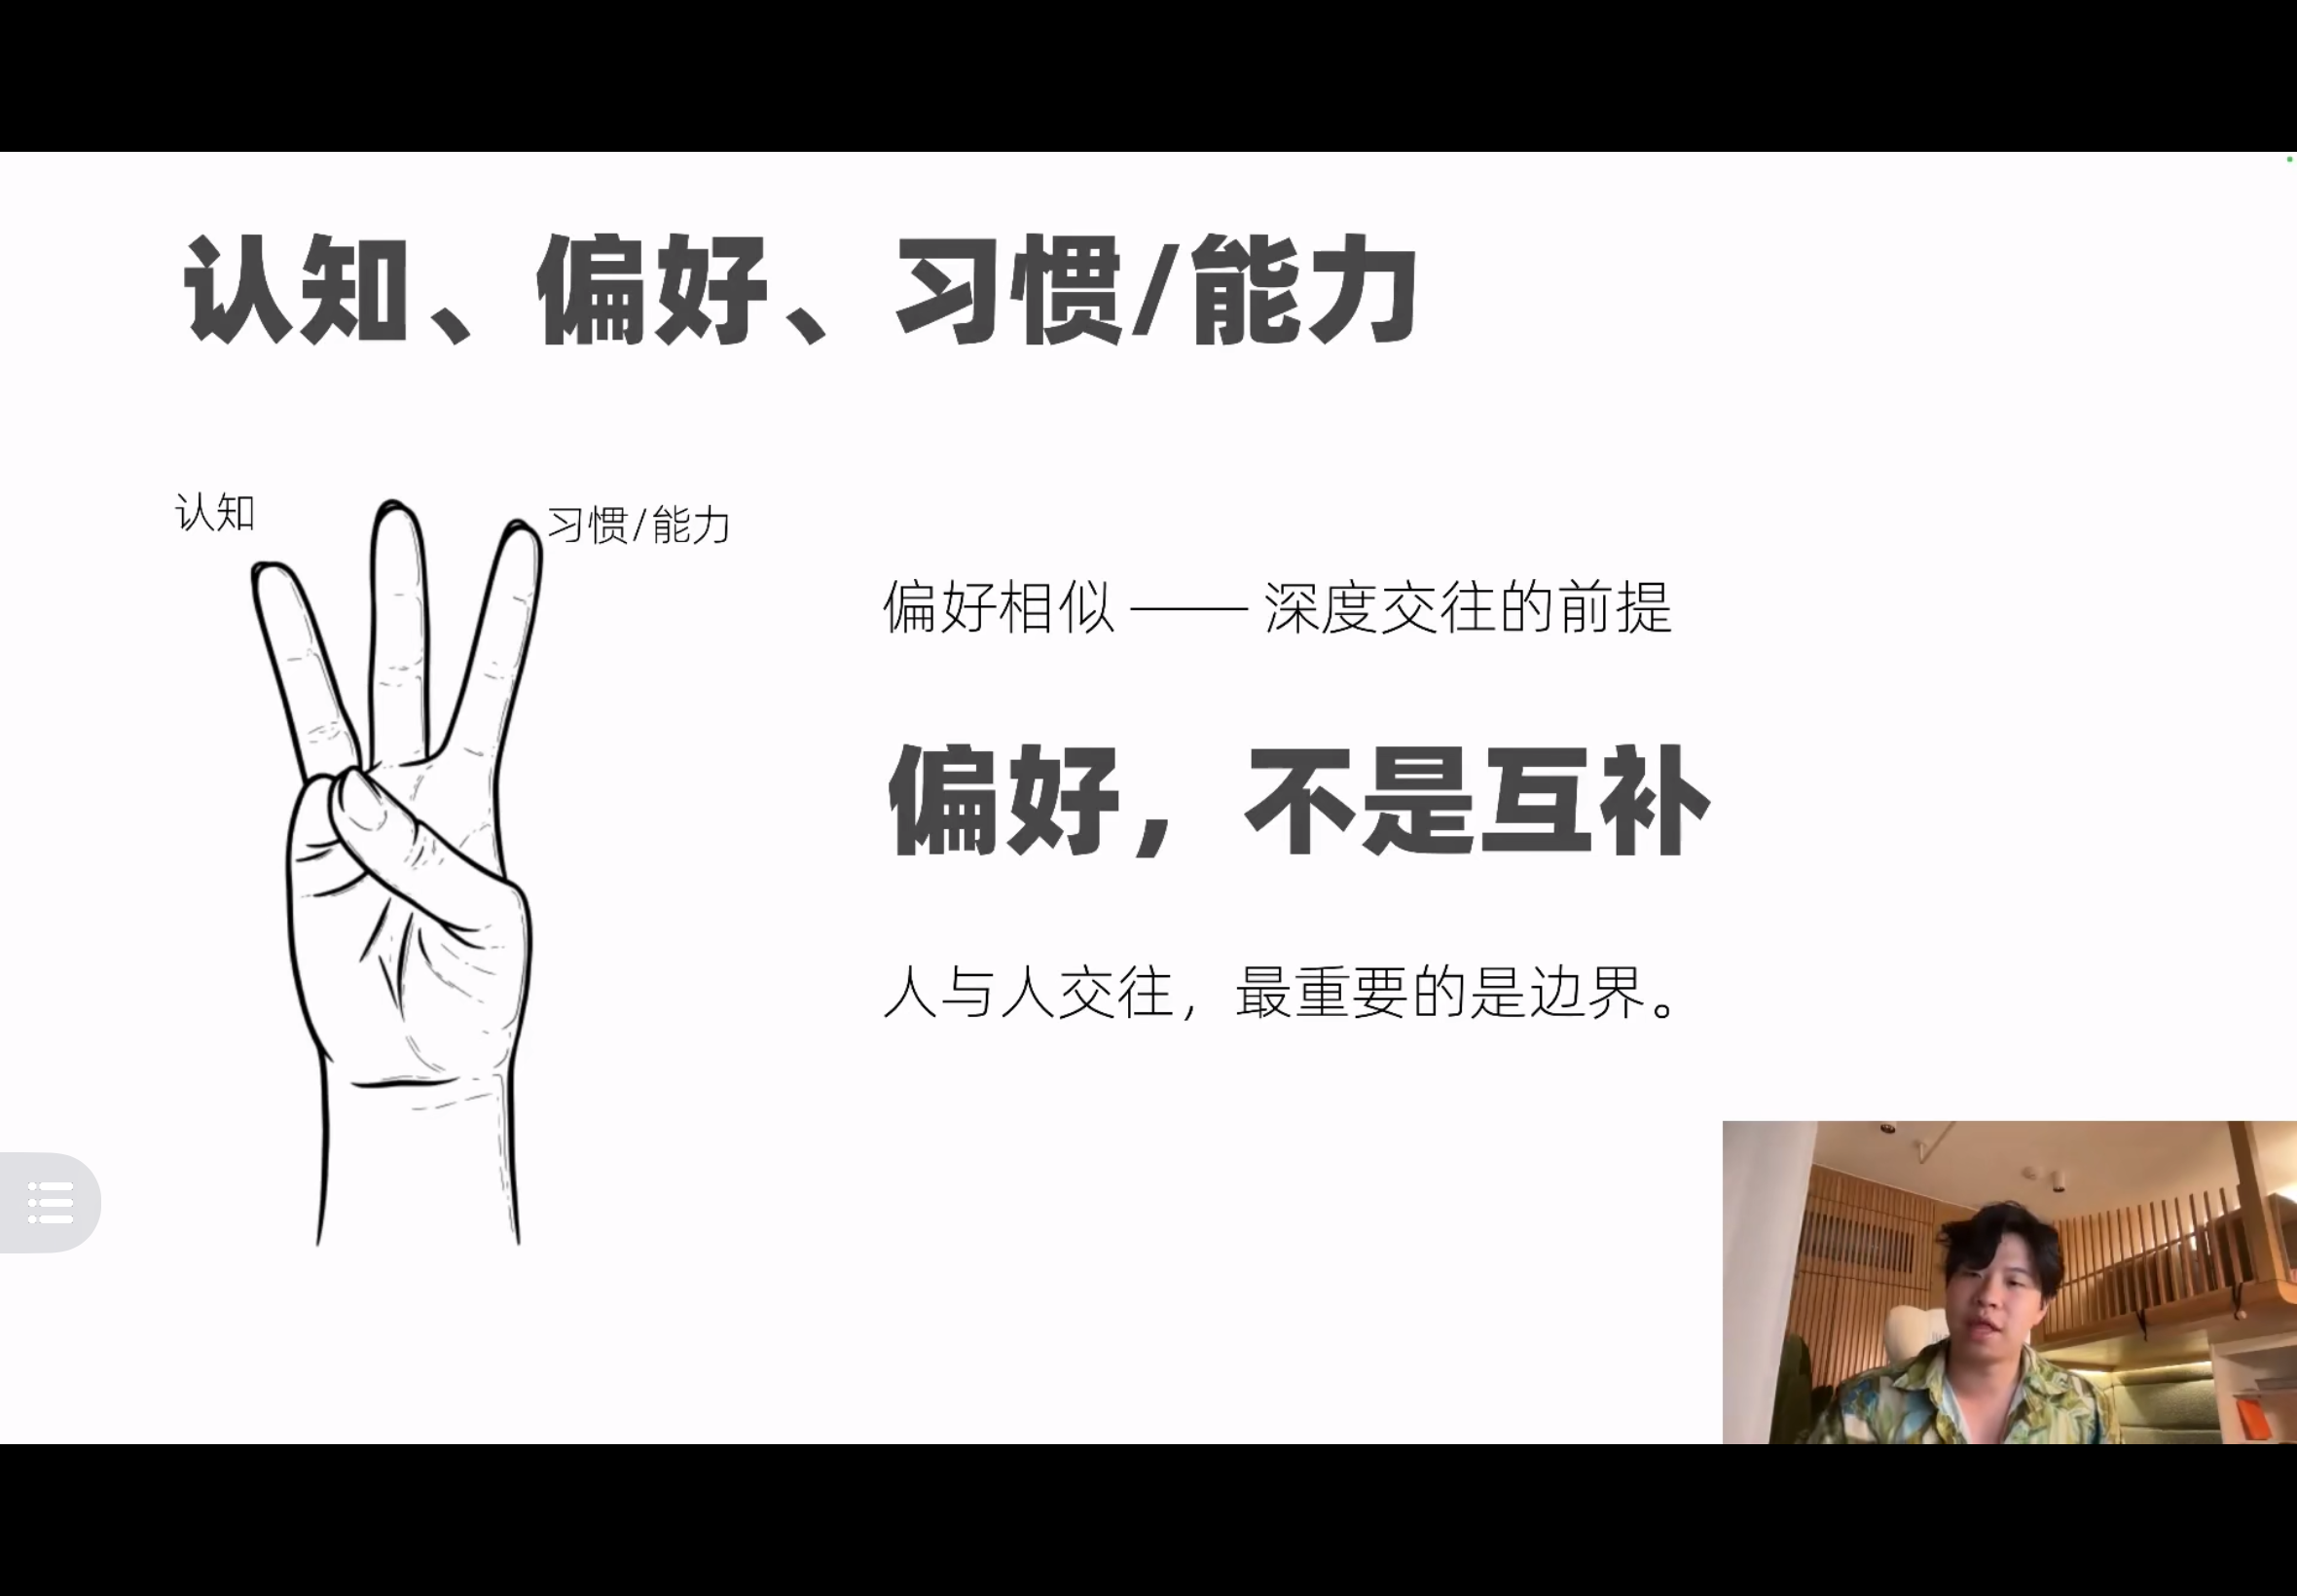 认知、偏好、习惯/能力
认知
习惯/能力
偏好相似 —— 深度交往的前提
偏好，不是互补
人与人交往，最重要的是边界。